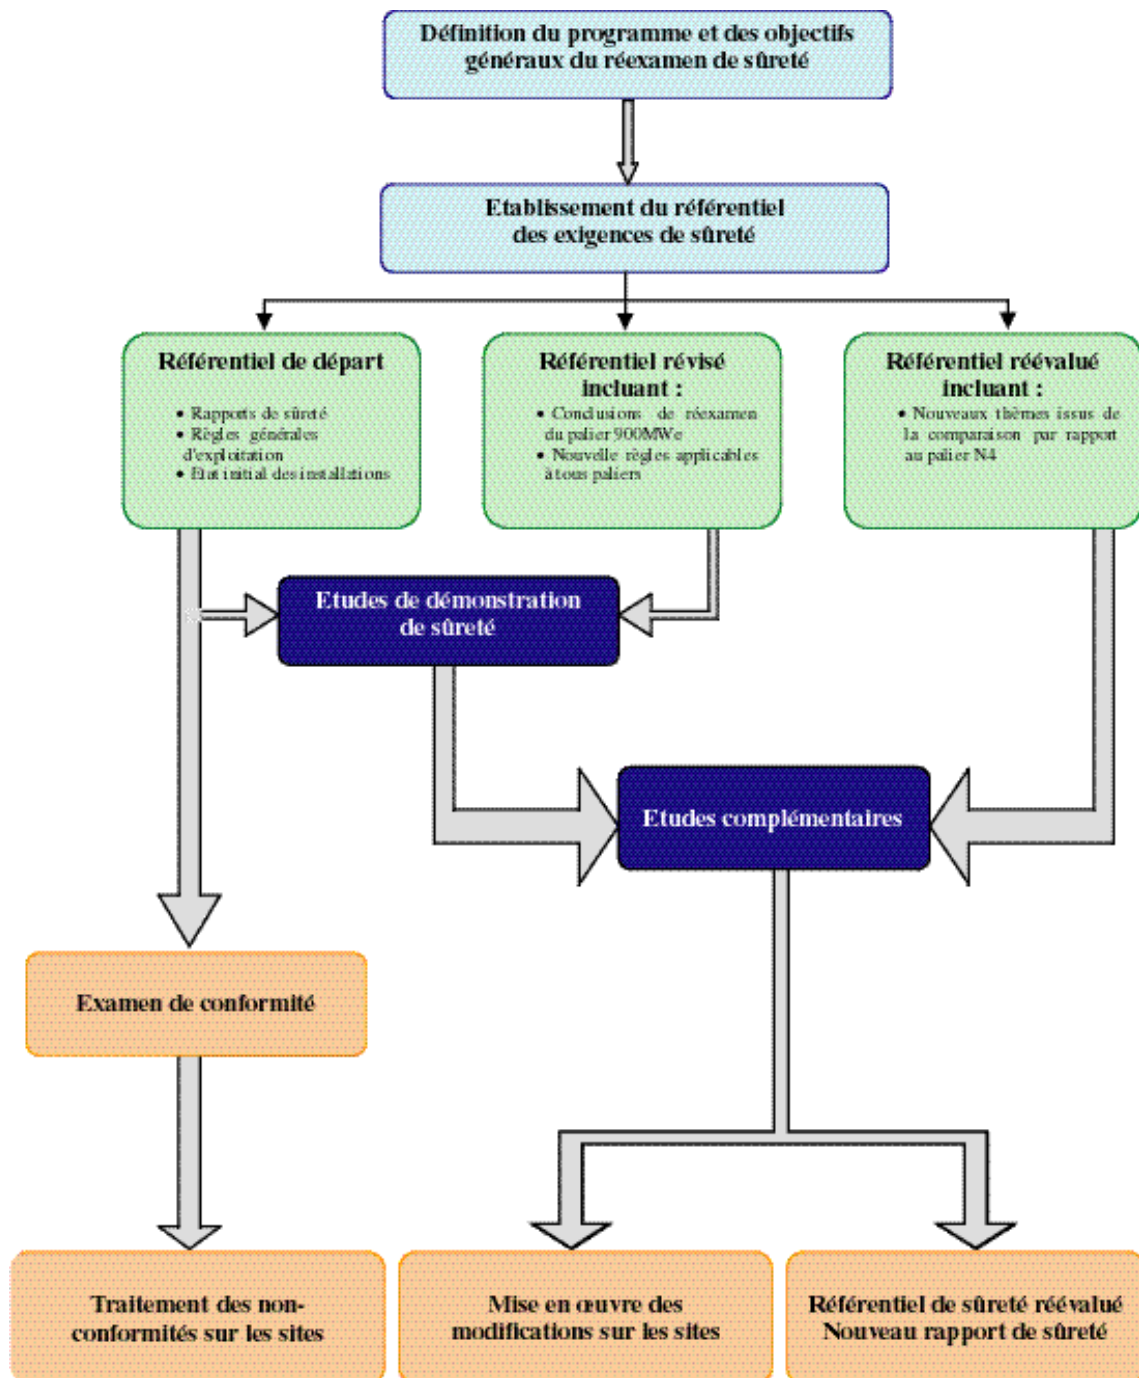 Définition du programme et des objectifs
généraux du réexamen de sûreté
Etablissement du référentiel
des exigences de sûreté
Référentiel de départ
• Rapports de sûreté
• Règles générales
d'exploitation
• Etat initial des installations
Référentiel révisé
incluant :
• Conclusions de réexamen
du palier 900MWe
• Nouvelle règles applicables
à tous paliers
Référentiel réévalué
incluant :
• Nouveaux thèmes issus de
la comparaison par rapport
au palier N4
Etudes de démonstration
de sûreté
Etudes complémentaires
Examen de conformité
Traitement des non-
conformités sur les sites
Mise en œuvre des
modifications sur les sites
Référentiel de sûreté réévalué
Nouveau rapport de sûreté